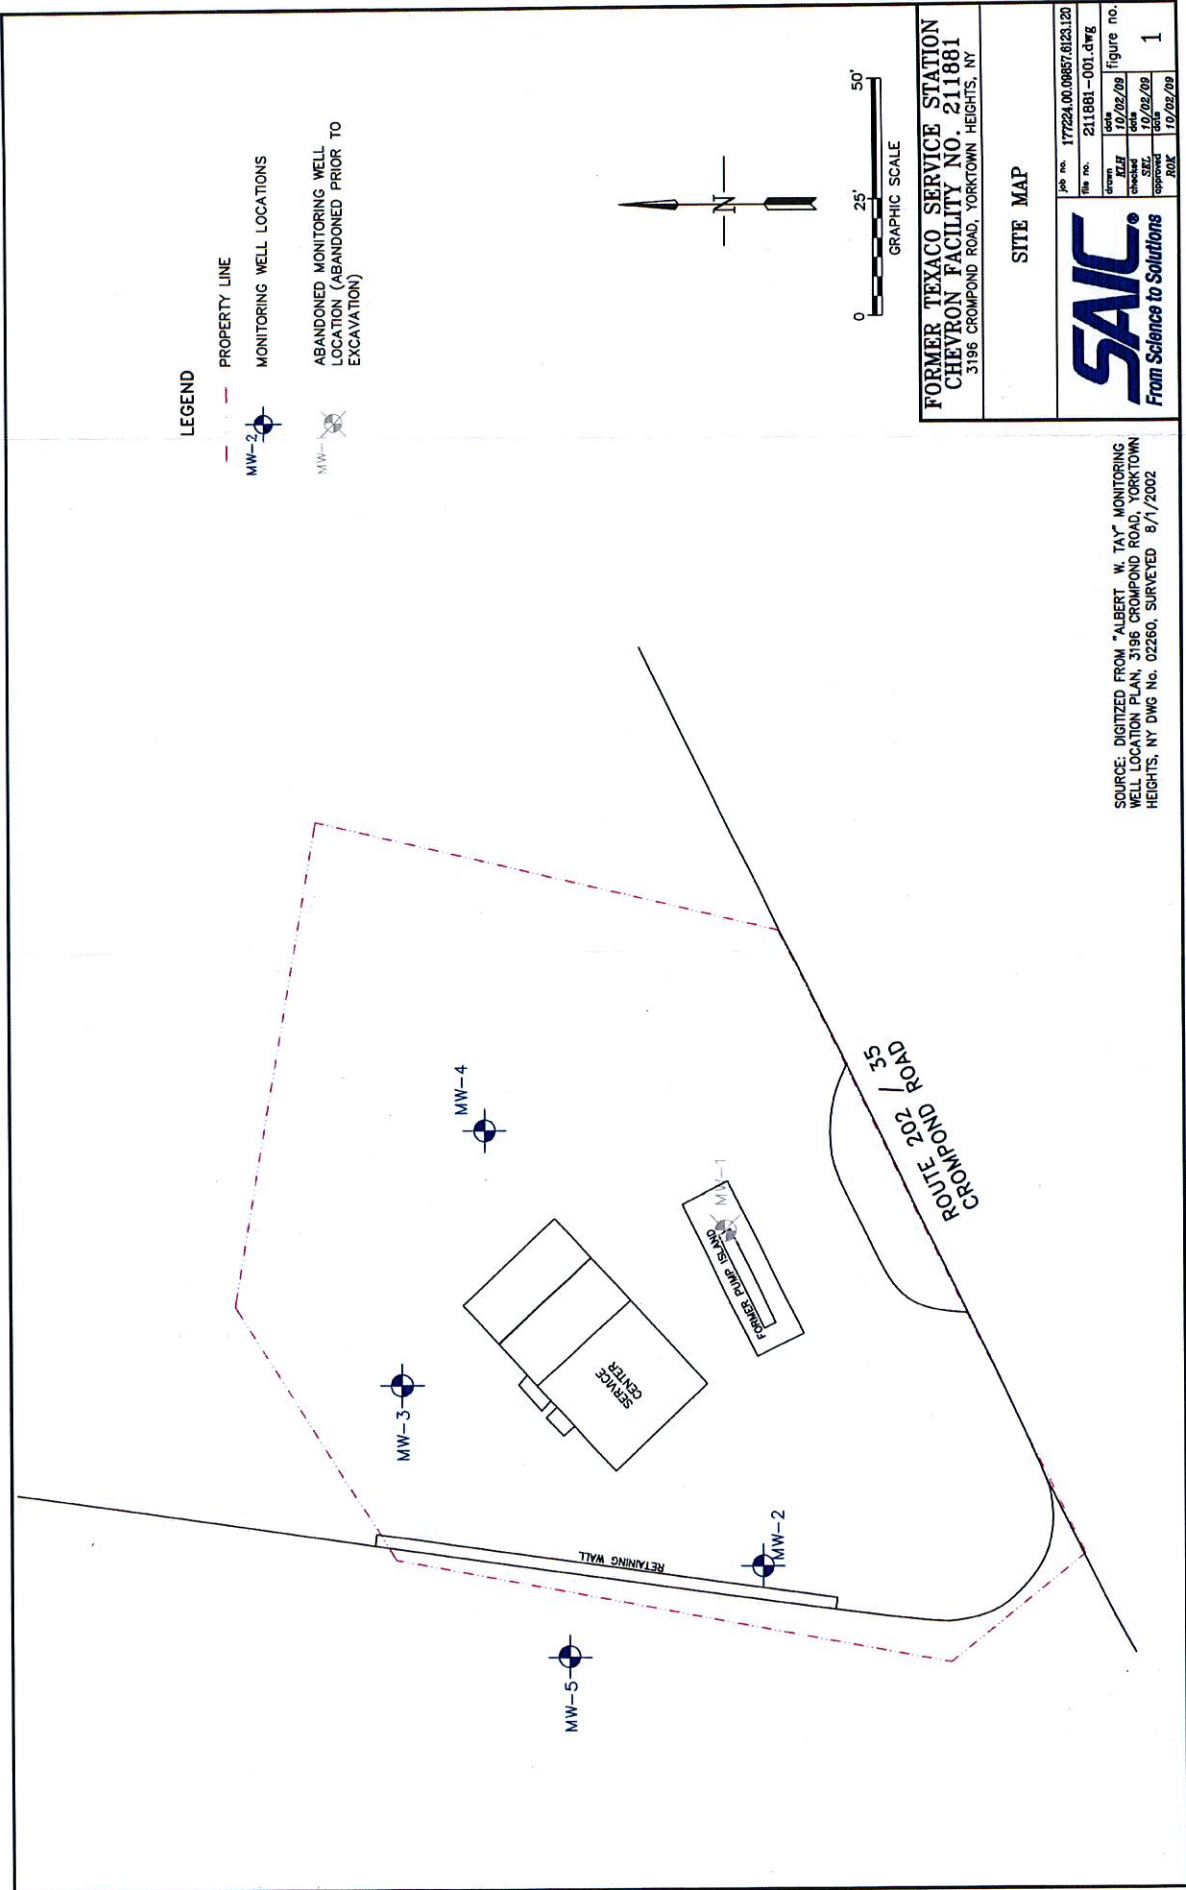 LEGEND
PROPERTY LINE
MW-2
MONITORING WELL LOCATIONS
MW-
ABANDONED MONITORING WELL
LOCATION (ABANDONED PRIOR TO
EXCAVATION)
MW-4
MW-3
MW-1
MW-2
MW-5
SERVICE
CENTER
FORMER PUMP ISLAND
RETAINING WALL
ROUTE 202 / 35
CROMPOND ROAD
N
0 25' 50'
GRAPHIC SCALE
SOURCE: DIGITIZED FROM "ALBERT W. TAY" MONITORING
WELL LOCATION PLAN, 3196 CROMPOND ROAD, YORKTOWN
HEIGHTS, NY DWG No. 02260, SURVEYED 8/1/2002
FORMER TEXACO SERVICE STATION
CHEVRON FACILITY NO. 211881
3196 CROMPOND ROAD, YORKTOWN HEIGHTS, NY
SITE MAP
SAIC®
From Science to Solutions
job no. 177224.00.09857.6123.120
file no. 211881-001.dwg
drawn KLH date 10/02/09
checked SEL date 10/02/09
approved ROK date 10/02/09
figure no.
1